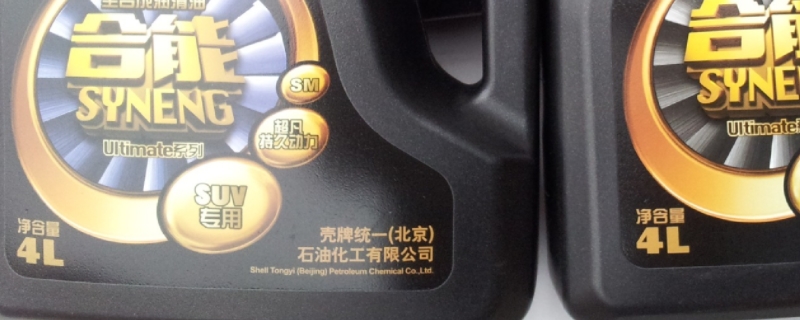 全合成润滑油
合能
SYNENG
Ultimate系列
SM
超凡
持久动力
SUV
专用
净含量
4L
壳牌统一(北京)
石油化工有限公司
Shell Tongyi (Beijing) Petroleum Chemical Co.,Ltd.
合能
SYNENG
Ultimate
净含量
4L